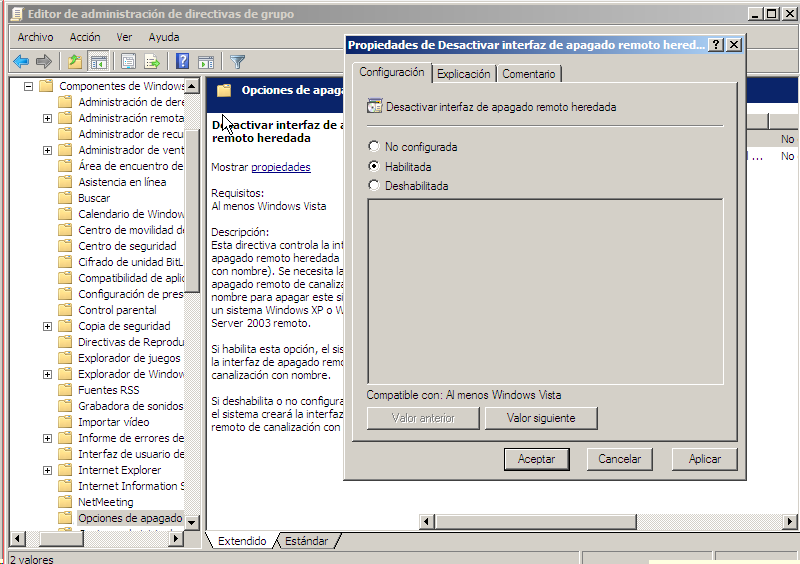 Editor de administración de directivas de grupo
Archivo Acción Ver Ayuda
Componentes de Windows
Administración de dere
Administración remota
Administrador de recu
Administrador de vent
Área de encuentro de
Asistencia en línea
Buscar
Calendario de Window
Centro de movilidad de
Centro de seguridad
Cifrado de unidad BitL
Compatibilidad de aplic
Configuración de pres
Control parental
Copia de seguridad
Directivas de Reprodu
Explorador de juegos
Explorador de Window
Fuentes RSS
Grabadora de sonidos
Importar vídeo
Informe de errores de
Interfaz de usuario de
Internet Explorer
Internet Information S
NetMeeting
Opciones de apagado
Opciones de apaga
Desactivar interfaz de a
remoto heredada
Mostrar propiedades
Requisitos:
Al menos Windows Vista
Descripción:
Esta directiva controla la int
apagado remoto heredada
con nombre). Se necesita la
apagado remoto de canaliza
nombre para apagar este si
un sistema Windows XP o W
Server 2003 remoto.
Si habilita esta opción, el sis
la interfaz de apagado remo
canalización con nombre.
Si deshabilita o no configura
el sistema creará la interfaz
remoto de canalización con
No
l ... No
Extendido Estándar
2 valores
Propiedades de Desactivar interfaz de apagado remoto hered...
Configuración Explicación Comentario
Desactivar interfaz de apagado remoto heredada
No configurada
Habilitada
Deshabilitada
Compatible con: Al menos Windows Vista
Valor anterior Valor siguiente
Aceptar Cancelar Aplicar